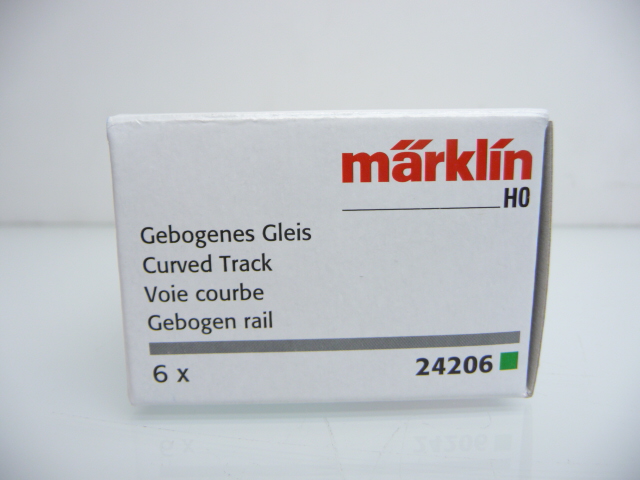 märklin
H0
Gebogenes Gleis
Curved Track
Voie courbe
Gebogen rail
6 x 24206